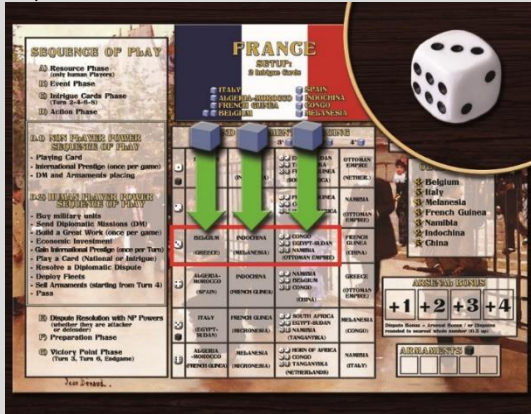 SEQUENCE OF PLAY
A) Resource Phase
(only human Players)
B) Event Phase
C) Intrigue Cards Phase
(Turn 2-4-6-8)
D) Action Phase
D.1) NON PLAYER POWER
SEQUENCE OF PLAY
- Playing Card
- International Prestige (once per game)
- DM and Armaments placing
D.2) HUMAN PLAYER POWER
SEQUENCE OF PLAY
- Buy military units
- Send Diplomatic Missions (DM)
- Build a Great Work (once per game)
- Economic Investment
- Gain International Prestige (once per Turn)
- Play a Card (National or Intrigue)
- Resolve a Diplomatic Dispute
- Deploy Fleets
- Sell Armaments (starting from Turn 4)
- Pass
E) Dispute Resolution with NP Powers
(whether they are attacker
or defender)
F) Preparation Phase
G) Victory Point Phase
(Turn 3, 6, Endgame)
FRANCE
SETUP:
2 Intrigue Cards
ITALY
ALGERIA-MOROCCO
FRENCH GUINEA
BELGIUM
SPAIN
INDOCHINA
CONGO
MELANESIA
OTTOMAN
EMPIRE
(NETHER.)
NAMIBIA
(OTTOMAN
EMPIRE)
BELGIUM
(GREECE)
INDOCHINA
(MELANESIA)
CONGO
EGYPT-SUDAN
NAMIBIA
(OTTOMAN EMPIRE)
FRENCH
GUINEA
(CHINA)
ALGERIA-
MOROCCO
(SPAIN)
INDOCHINA
(FRENCH GUINEA)
NAMIBIA
BELGIUM
CONGO
(CHINA)
GREECE
(OTTOMAN
EMPIRE)
ITALY
(EGYPT-
SUDAN)
FRENCH GUINEA
(MICRONESIA)
SOUTH AFRICA
EGYPT-SUDAN
NAMIBIA
(TANGANYIKA)
MELANESIA
(CONGO)
ALGERIA
-MOROCCO
(FRENCH GUINEA)
MELANESIA
(MICRONESIA)
HORN OF AFRICA
CONGO
TANGANYIKA
(NETHERLANDS)
NAMIBIA
(ITALY)
Belgium
Italy
Melanesia
French Guinea
Namibia
Indochina
China
ARSENAL BONUS
+1 +2 +3 +4
ARMAMENTS